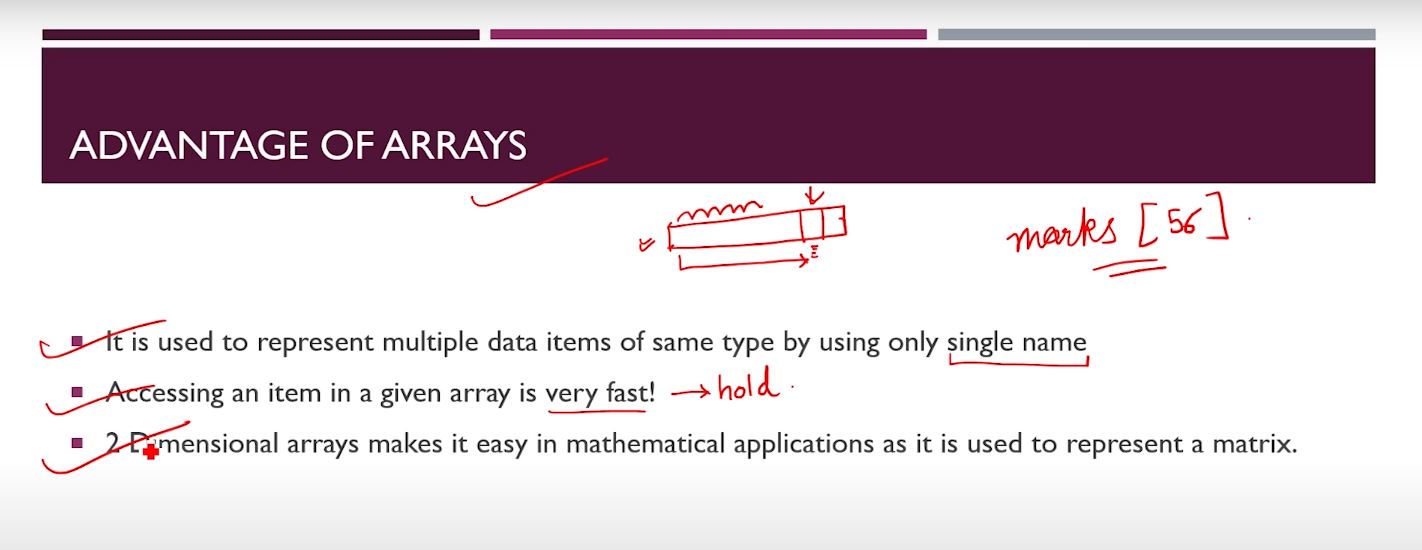 ADVANTAGE OF ARRAYS
marks [56]
It is used to represent multiple data items of same type by using only single name
Accessing an item in a given array is very fast! → hold
2 Dimensional arrays makes it easy in mathematical applications as it is used to represent a matrix.